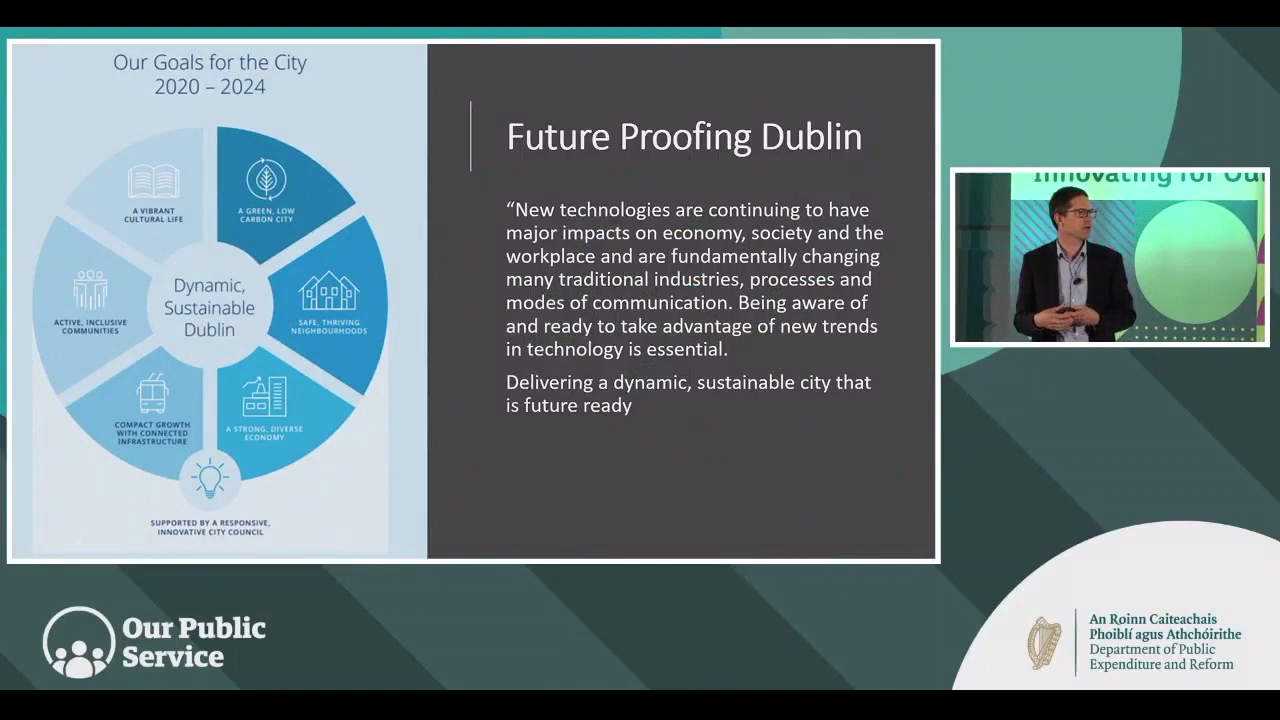 Our Goals for the City
2020 – 2024
A VIBRANT
CULTURAL LIFE
A GREEN, LOW
CARBON CITY
ACTIVE, INCLUSIVE
COMMUNITIES
Dynamic,
Sustainable
Dublin
SAFE, THRIVING
NEIGHBOURHOODS
COMPACT GROWTH
WITH CONNECTED
INFRASTRUCTURE
A STRONG, DIVERSE
ECONOMY
SUPPORTED BY A RESPONSIVE,
INNOVATIVE CITY COUNCIL
Future Proofing Dublin
“New technologies are continuing to have
major impacts on economy, society and the
workplace and are fundamentally changing
many traditional industries, processes and
modes of communication. Being aware of
and ready to take advantage of new trends
in technology is essential.
Delivering a dynamic, sustainable city that
is future ready
Innovating for Our
Our Public
Service
An Roinn Caiteachais
Phoiblí agus Athchóirithe
Department of Public
Expenditure and Reform